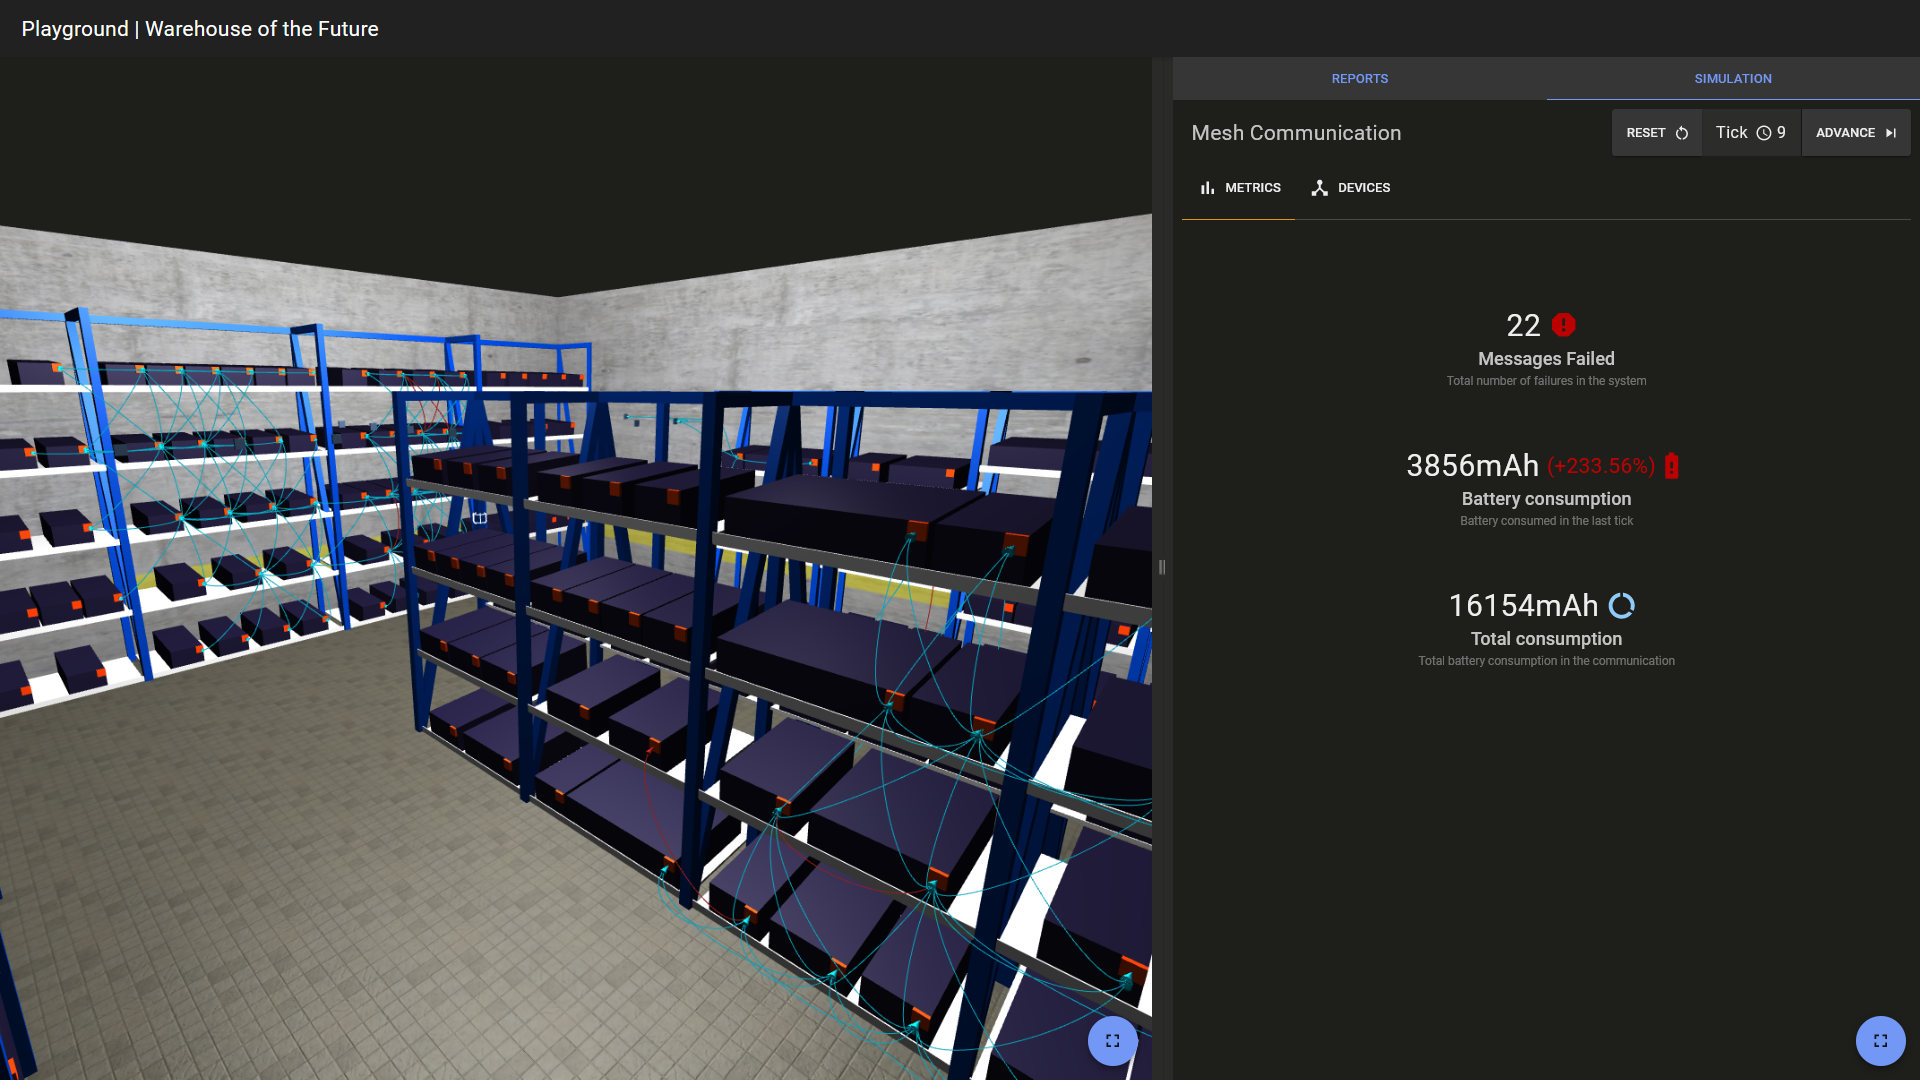 Playground | Warehouse of the Future
REPORTS
SIMULATION
Mesh Communication
RESET
Tick 9
ADVANCE
METRICS
DEVICES
22
Messages Failed
Total number of failures in the system
3856mAh (+233.56%)
Battery consumption
Battery consumed in the last tick
16154mAh
Total consumption
Total battery consumption in the communication